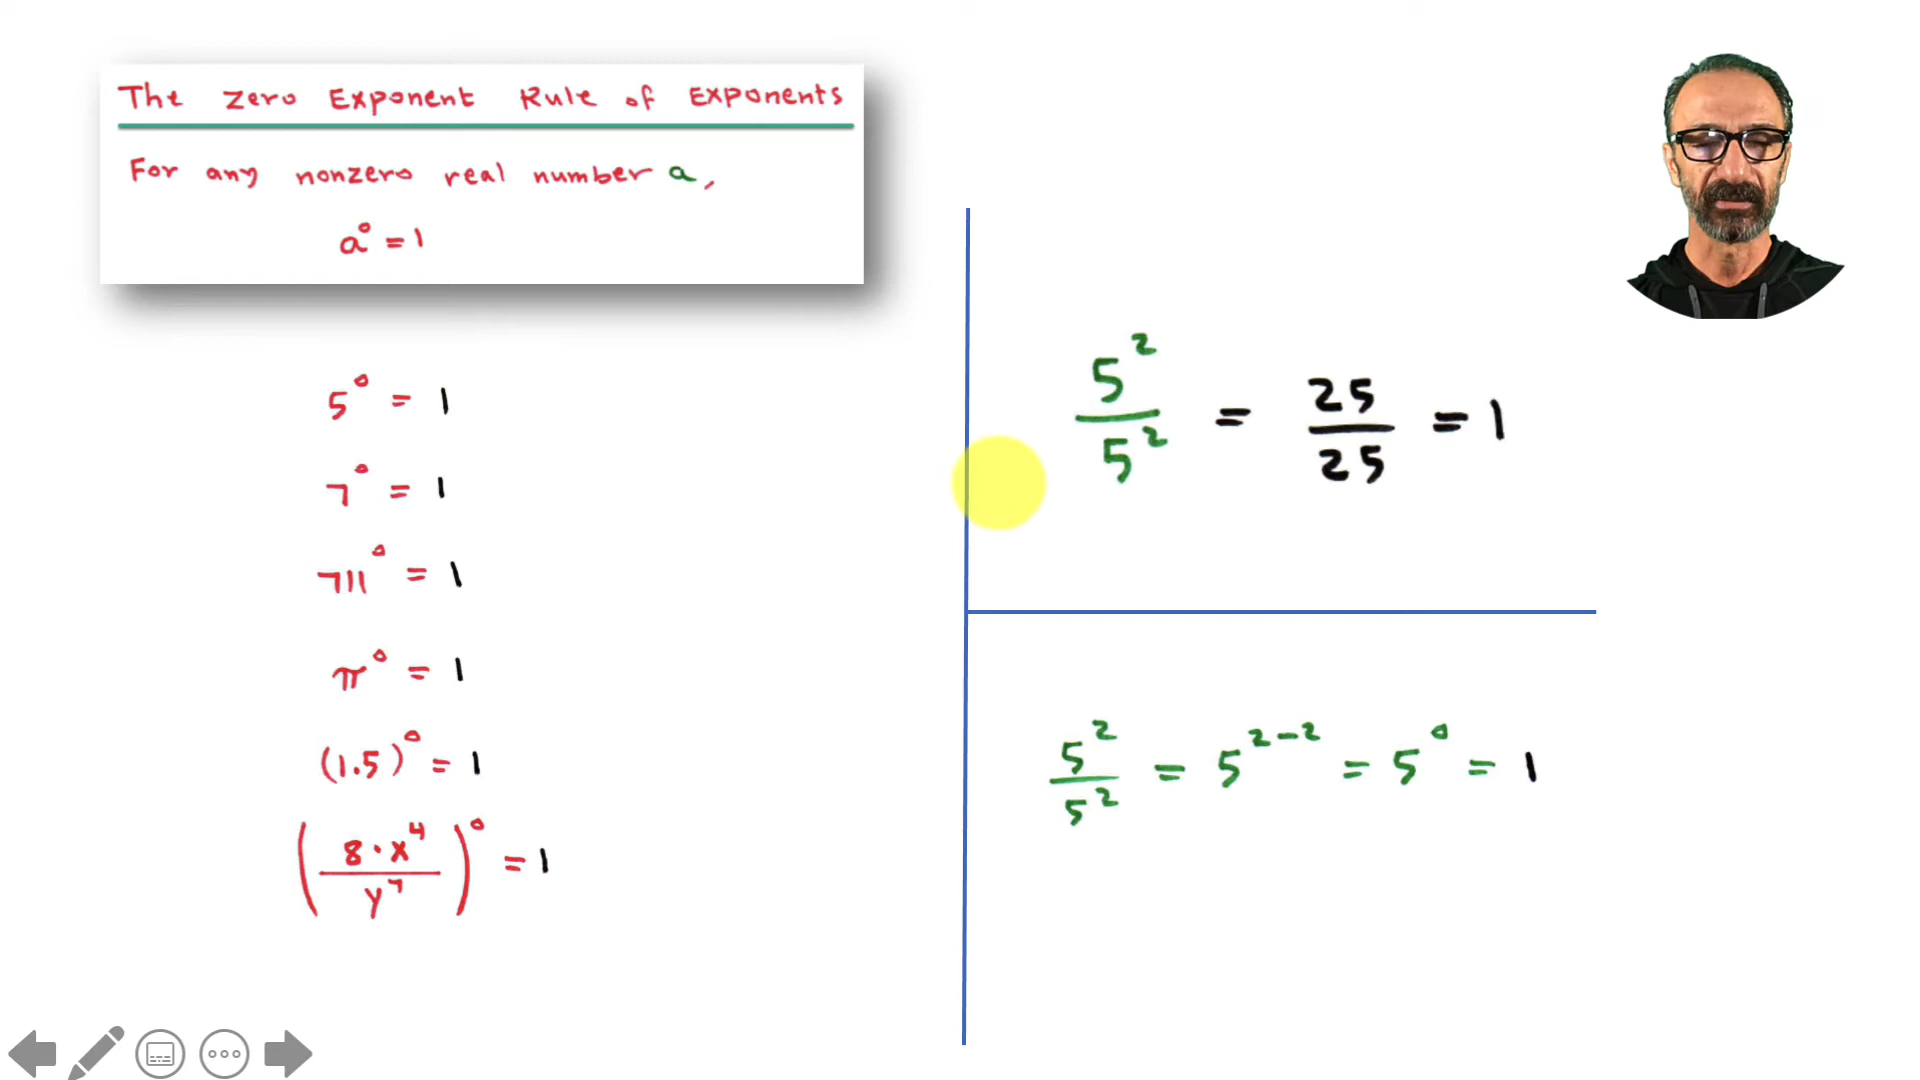 The Zero Exponent Rule of Exponents
For any nonzero real number a,
a⁰ = 1
5⁰ = 1
7⁰ = 1
711⁰ = 1
π⁰ = 1
(1.5)⁰ = 1
(8·x⁴/y⁷)⁰ = 1
5²/5² = 25/25 = 1
5²/5² = 5²⁻² = 5⁰ = 1